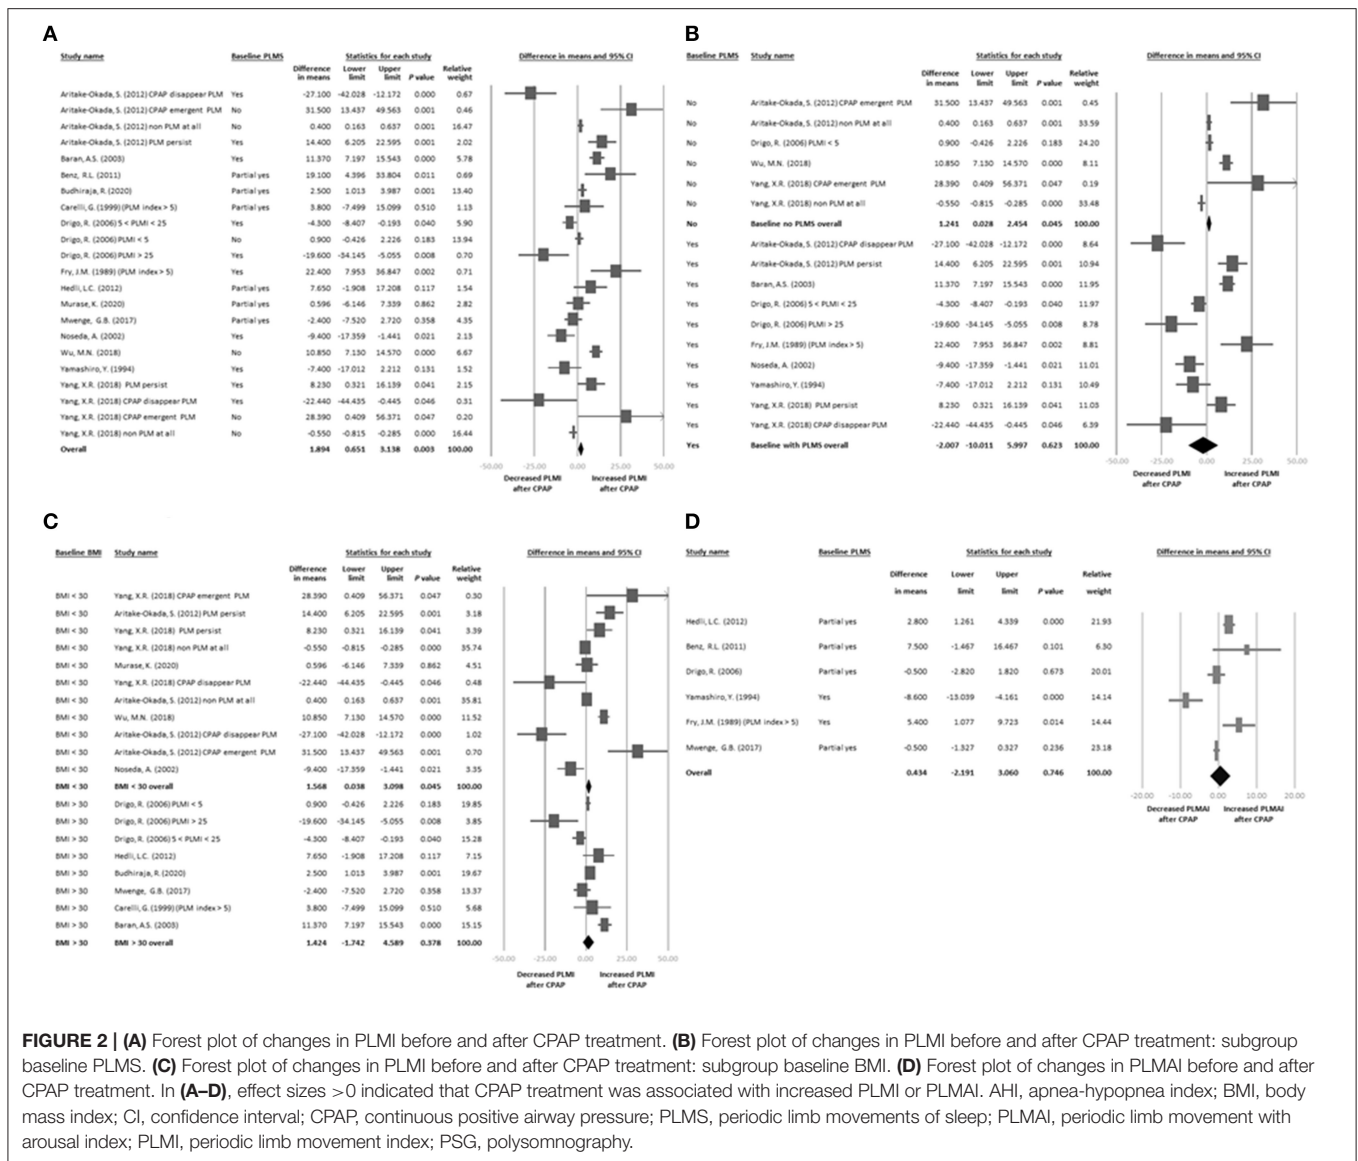 A
Study name Baseline PLMS Statistics for each study Difference in means and 95% CI
Difference in means Lower limit Upper limit P value Relative weight
Aritake-Okada, S. (2012) CPAP disappear PLM Yes -27.100 -42.028 -12.172 0.000 0.67
Aritake-Okada, S. (2012) CPAP emergent PLM No 31.500 13.437 49.563 0.001 0.46
Aritake-Okada, S. (2012) non PLM at all No 0.400 0.163 0.637 0.001 16.47
Aritake-Okada, S. (2012) PLM persist Yes 14.400 6.205 22.595 0.001 2.02
Baran, A.S. (2003) Yes 11.370 7.197 15.543 0.000 5.78
Benz, R.L. (2011) Partial yes 19.100 4.396 33.804 0.011 0.69
Budhiraja, R. (2020) Partial yes 2.500 1.013 3.987 0.001 13.40
Carelli, G. (1999) (PLM index > 5) Partial yes 3.800 -7.499 15.099 0.510 1.13
Drigo, R. (2006) 5 < PLMI < 25 Yes -4.300 -8.407 -0.193 0.040 5.90
Drigo, R. (2006) PLMI < 5 No 0.900 -0.426 2.226 0.183 13.94
Drigo, R. (2006) PLMI > 25 Yes -19.600 -34.145 -5.055 0.008 0.70
Fry, J.M. (1989) (PLM index > 5) Yes 22.400 7.953 36.847 0.002 0.71
Hedli, L.C. (2012) Partial yes 7.650 -1.908 17.208 0.117 1.54
Murase, K. (2020) Partial yes 0.596 -6.146 7.339 0.862 2.82
Mwenge, G.B. (2017) Partial yes -2.400 -7.520 2.720 0.358 4.35
Noseda, A. (2002) Yes -9.400 -17.359 -1.441 0.021 2.13
Wu, M.N. (2018) No 10.850 7.130 14.570 0.000 6.67
Yamashiro, Y. (1994) Yes -7.400 -17.012 2.212 0.131 1.52
Yang, X.R. (2018) PLM persist Yes 8.230 0.321 16.139 0.041 2.15
Yang, X.R. (2018) CPAP disappear PLM Yes -22.440 -44.435 -0.445 0.046 0.31
Yang, X.R. (2018) CPAP emergent PLM No 28.390 0.409 56.371 0.047 0.20
Yang, X.R. (2018) non PLM at all No -0.550 -0.815 -0.285 0.000 16.44
Overall 1.894 0.651 3.138 0.003 100.00
-50.00 -25.00 0.00 25.00 50.00
Decreased PLMI after CPAP Increased PLMI after CPAP
B
Baseline PLMS Study name Statistics for each study Difference in means and 95% CI
Difference in means Lower limit Upper limit P value Relative weight
No Aritake-Okada, S. (2012) CPAP emergent PLM 31.500 13.437 49.563 0.001 0.45
No Aritake-Okada, S. (2012) non PLM at all 0.400 0.163 0.637 0.001 33.59
No Drigo, R. (2006) PLMI < 5 0.900 -0.426 2.226 0.183 24.20
No Wu, M.N. (2018) 10.850 7.130 14.570 0.000 8.11
No Yang, X.R. (2018) CPAP emergent PLM 28.390 0.409 56.371 0.047 0.19
No Yang, X.R. (2018) non PLM at all -0.550 -0.815 -0.285 0.000 33.48
No Baseline no PLMS overall 1.241 0.028 2.454 0.045 100.00
Yes Aritake-Okada, S. (2012) CPAP disappear PLM -27.100 -42.028 -12.172 0.000 8.64
Yes Aritake-Okada, S. (2012) PLM persist 14.400 6.205 22.595 0.001 10.94
Yes Baran, A.S. (2003) 11.370 7.197 15.543 0.000 11.95
Yes Drigo, R. (2006) 5 < PLMI < 25 -4.300 -8.407 -0.193 0.040 11.97
Yes Drigo, R. (2006) PLMI > 25 -19.600 -34.145 -5.055 0.008 8.78
Yes Fry, J.M. (1989) (PLM index > 5) 22.400 7.953 36.847 0.002 8.81
Yes Noseda, A. (2002) -9.400 -17.359 -1.441 0.021 11.01
Yes Yamashiro, Y. (1994) -7.400 -17.012 2.212 0.131 10.49
Yes Yang, X.R. (2018) PLM persist 8.230 0.321 16.139 0.041 11.03
Yes Yang, X.R. (2018) CPAP disappear PLM -22.440 -44.435 -0.445 0.046 6.39
Yes Baseline with PLMS overall -2.007 -10.011 5.997 0.623 100.00
-50.00 -25.00 0.00 25.00 50.00
Decreased PLMI after CPAP Increased PLMI after CPAP
C
Baseline BMI Study name Statistics for each study Difference in means and 95% CI
Difference in means Lower limit Upper limit P value Relative weight
BMI < 30 Yang, X.R. (2018) CPAP emergent PLM 28.390 0.409 56.371 0.047 0.30
BMI < 30 Aritake-Okada, S. (2012) PLM persist 14.400 6.205 22.595 0.001 3.18
BMI < 30 Yang, X.R. (2018) PLM persist 8.230 0.321 16.139 0.041 3.39
BMI < 30 Yang, X.R. (2018) non PLM at all -0.550 -0.815 -0.285 0.000 35.74
BMI < 30 Murase, K. (2020) 0.596 -6.146 7.339 0.862 4.51
BMI < 30 Yang, X.R. (2018) CPAP disappear PLM -22.440 -44.435 -0.445 0.046 0.48
BMI < 30 Aritake-Okada, S. (2012) non PLM at all 0.400 0.163 0.637 0.001 35.81
BMI < 30 Wu, M.N. (2018) 10.850 7.130 14.570 0.000 11.52
BMI < 30 Aritake-Okada, S. (2012) CPAP disappear PLM -27.100 -42.028 -12.172 0.000 1.02
BMI < 30 Aritake-Okada, S. (2012) CPAP emergent PLM 31.500 13.437 49.563 0.001 0.70
BMI < 30 Noseda, A. (2002) -9.400 -17.359 -1.441 0.021 3.35
BMI < 30 BMI < 30 overall 1.568 0.038 3.098 0.045 100.00
BMI > 30 Drigo, R. (2006) PLMI < 5 0.900 -0.426 2.226 0.183 19.85
BMI > 30 Drigo, R. (2006) PLMI > 25 -19.600 -34.145 -5.055 0.008 3.85
BMI > 30 Drigo, R. (2006) 5 < PLMI < 25 -4.300 -8.407 -0.193 0.040 15.28
BMI > 30 Hedli, L.C. (2012) 7.650 -1.908 17.208 0.117 7.15
BMI > 30 Budhiraja, R. (2020) 2.500 1.013 3.987 0.001 19.67
BMI > 30 Mwenge, G.B. (2017) -2.400 -7.520 2.720 0.358 13.37
BMI > 30 Carelli, G. (1999) (PLM index > 5) 3.800 -7.499 15.099 0.510 5.68
BMI > 30 Baran, A.S. (2003) 11.370 7.197 15.543 0.000 15.15
BMI > 30 BMI > 30 overall 1.424 -1.742 4.589 0.378 100.00
-50.00 -25.00 0.00 25.00 50.00
Decreased PLMI after CPAP Increased PLMI after CPAP
D
Study name Baseline PLMS Statistics for each study Difference in means and 95% CI
Difference in means Lower limit Upper limit P value Relative weight
Hedli, L.C. (2012) Partial yes 2.800 1.261 4.339 0.000 21.93
Benz, R.L. (2011) Partial yes 7.500 -1.467 16.467 0.101 6.30
Drigo, R. (2006) Partial yes -0.500 -2.820 1.820 0.673 20.01
Yamashiro, Y. (1994) Yes -8.600 -13.039 -4.161 0.000 14.14
Fry, J.M. (1989) (PLM index > 5) Yes 5.400 1.077 9.723 0.014 14.44
Mwenge, G.B. (2017) Partial yes -0.500 -1.327 0.327 0.236 23.18
Overall 0.434 -2.191 3.060 0.746 100.00
-20.00 -10.00 0.00 10.00 20.00
Decreased PLMAI after CPAP Increased PLMAI after CPAP
FIGURE 2 | (A) Forest plot of changes in PLMI before and after CPAP treatment. (B) Forest plot of changes in PLMI before and after CPAP treatment: subgroup
baseline PLMS. (C) Forest plot of changes in PLMI before and after CPAP treatment: subgroup baseline BMI. (D) Forest plot of changes in PLMAI before and after
CPAP treatment. In (A–D), effect sizes >0 indicated that CPAP treatment was associated with increased PLMI or PLMAI. AHI, apnea-hypopnea index; BMI, body
mass index; CI, confidence interval; CPAP, continuous positive airway pressure; PLMS, periodic limb movements of sleep; PLMAI, periodic limb movement with
arousal index; PLMI, periodic limb movement index; PSG, polysomnography.